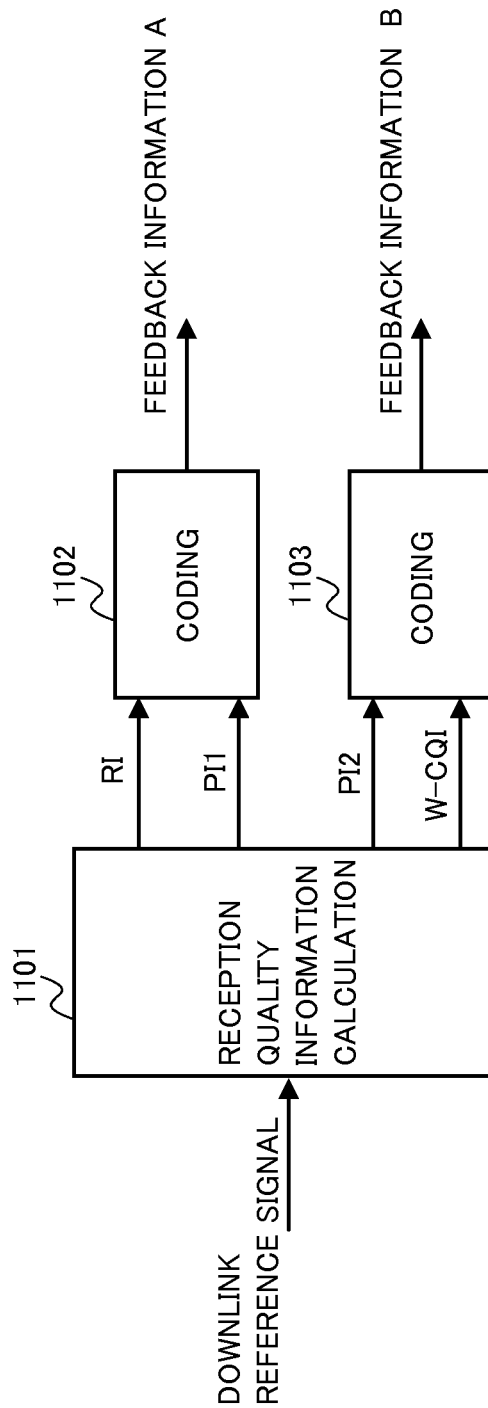 DOWNLINK
REFERENCE SIGNAL
1101
RECEPTION
QUALITY
INFORMATION
CALCULATION
RI
PI1
PI2
W-CQI
1102
CODING
1103
CODING
FEEDBACK INFORMATION A
FEEDBACK INFORMATION B